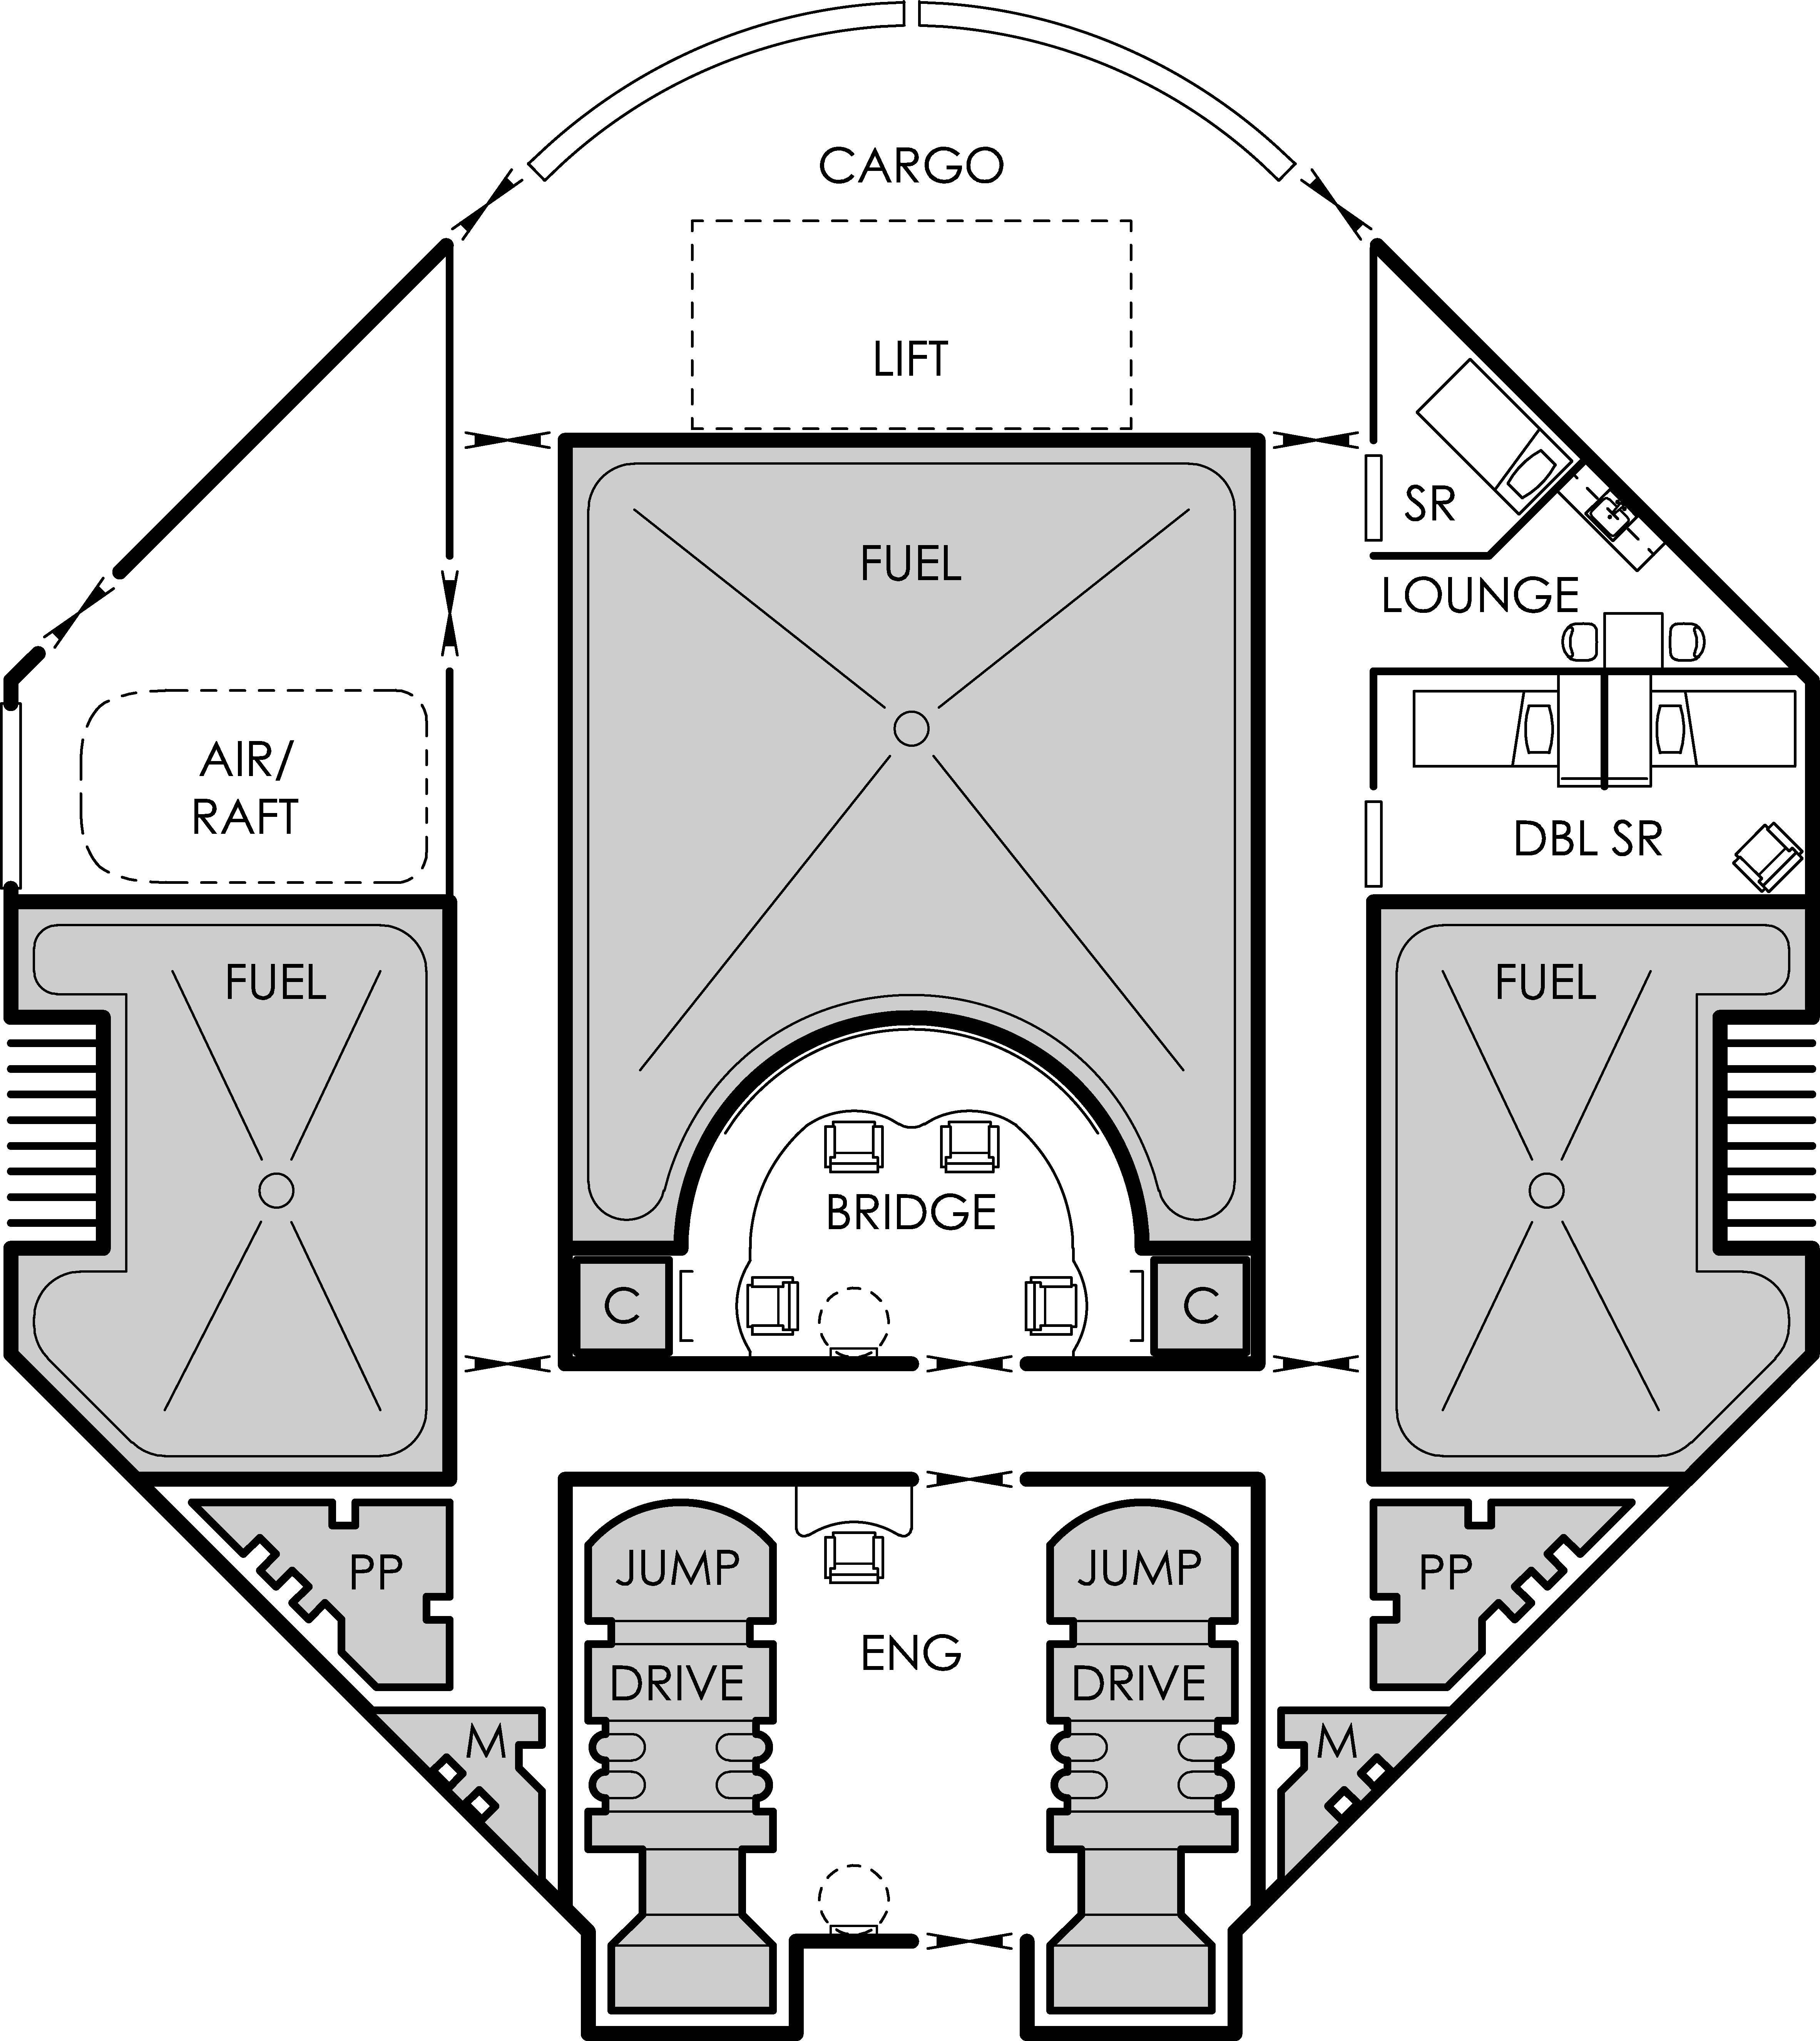 CARGO
LIFT
SR
FUEL
LOUNGE
AIR/
RAFT
DBL SR
FUEL
FUEL
BRIDGE
C
C
JUMP
JUMP
PP
PP
ENG
DRIVE
DRIVE
M
M